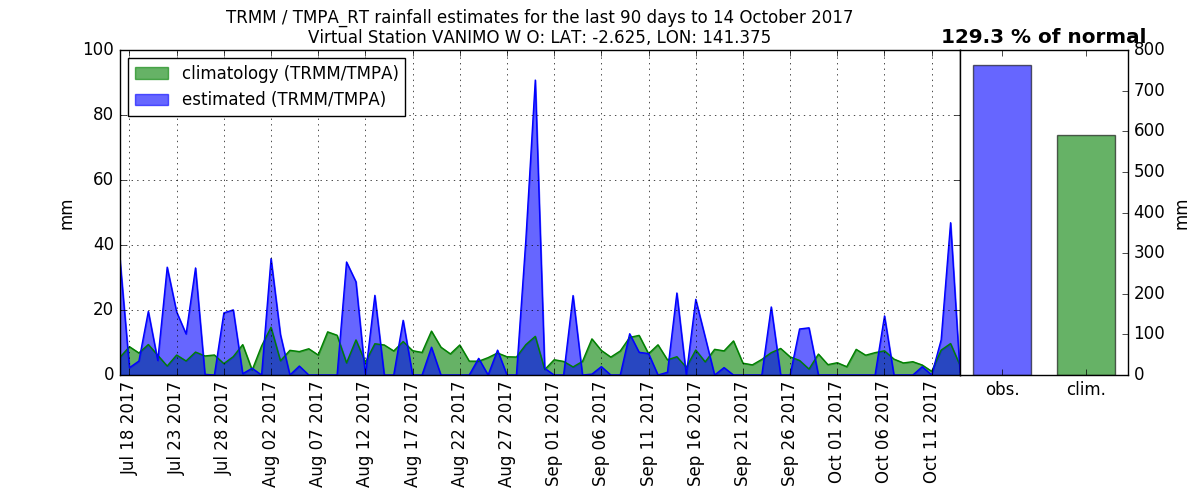 TRMM / TMPA_RT rainfall estimates for the last 90 days to 14 October 2017
Virtual Station VANIMO W O: LAT: -2.625, LON: 141.375
129.3 % of normal
climatology (TRMM/TMPA)
estimated (TRMM/TMPA)
100
80
60
40
20
0
mm
Jul 18 2017
Jul 23 2017
Jul 28 2017
Aug 02 2017
Aug 07 2017
Aug 12 2017
Aug 17 2017
Aug 22 2017
Aug 27 2017
Sep 01 2017
Sep 06 2017
Sep 11 2017
Sep 16 2017
Sep 21 2017
Sep 26 2017
Oct 01 2017
Oct 06 2017
Oct 11 2017
800
700
600
500
400
300
200
100
0
mm
obs.
clim.